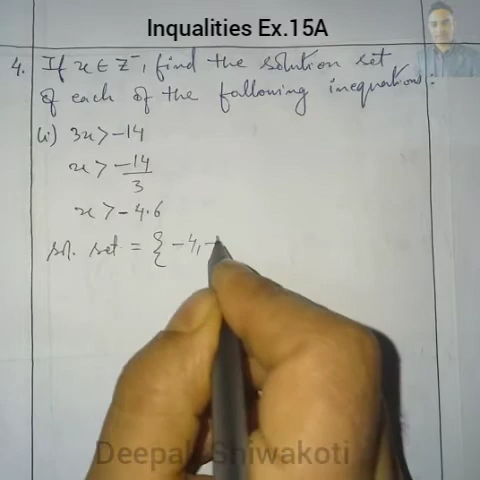 Inqualities Ex.15A
4. If x ∈ Z⁻, find the solution set
of each of the following inequations:
(i) 3x > -14
x > -14/3
x > -4.6
sol. set = { -4, -
Deepak Shiwakoti